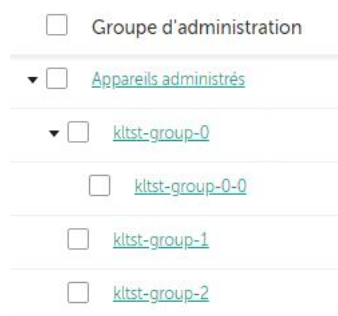 Groupe d'administration
Appareils administrés
kltst-group-0
kltst-group-0-0
kltst-group-1
kltst-group-2